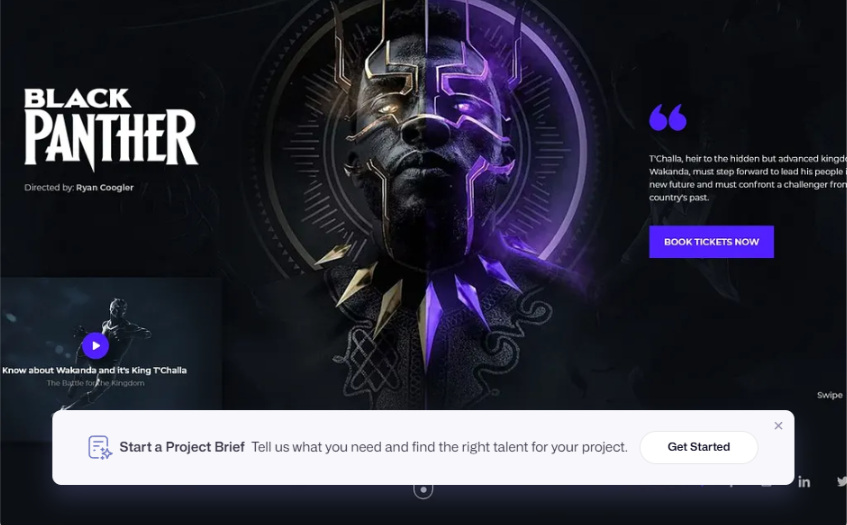 BLACK
PANTHER
Directed by: Ryan Coogler
T'Challa, heir to the hidden but advanced
Wakanda, must step forward to lead his people
new future and must confront a challenger
country's past.
BOOK TICKETS NOW
Know about Wakanda and it's King T'Challa
The Battle for the Kingdom
Swipe
Start a Project Brief Tell us what you need and find the right talent for your project.
Get Started
in